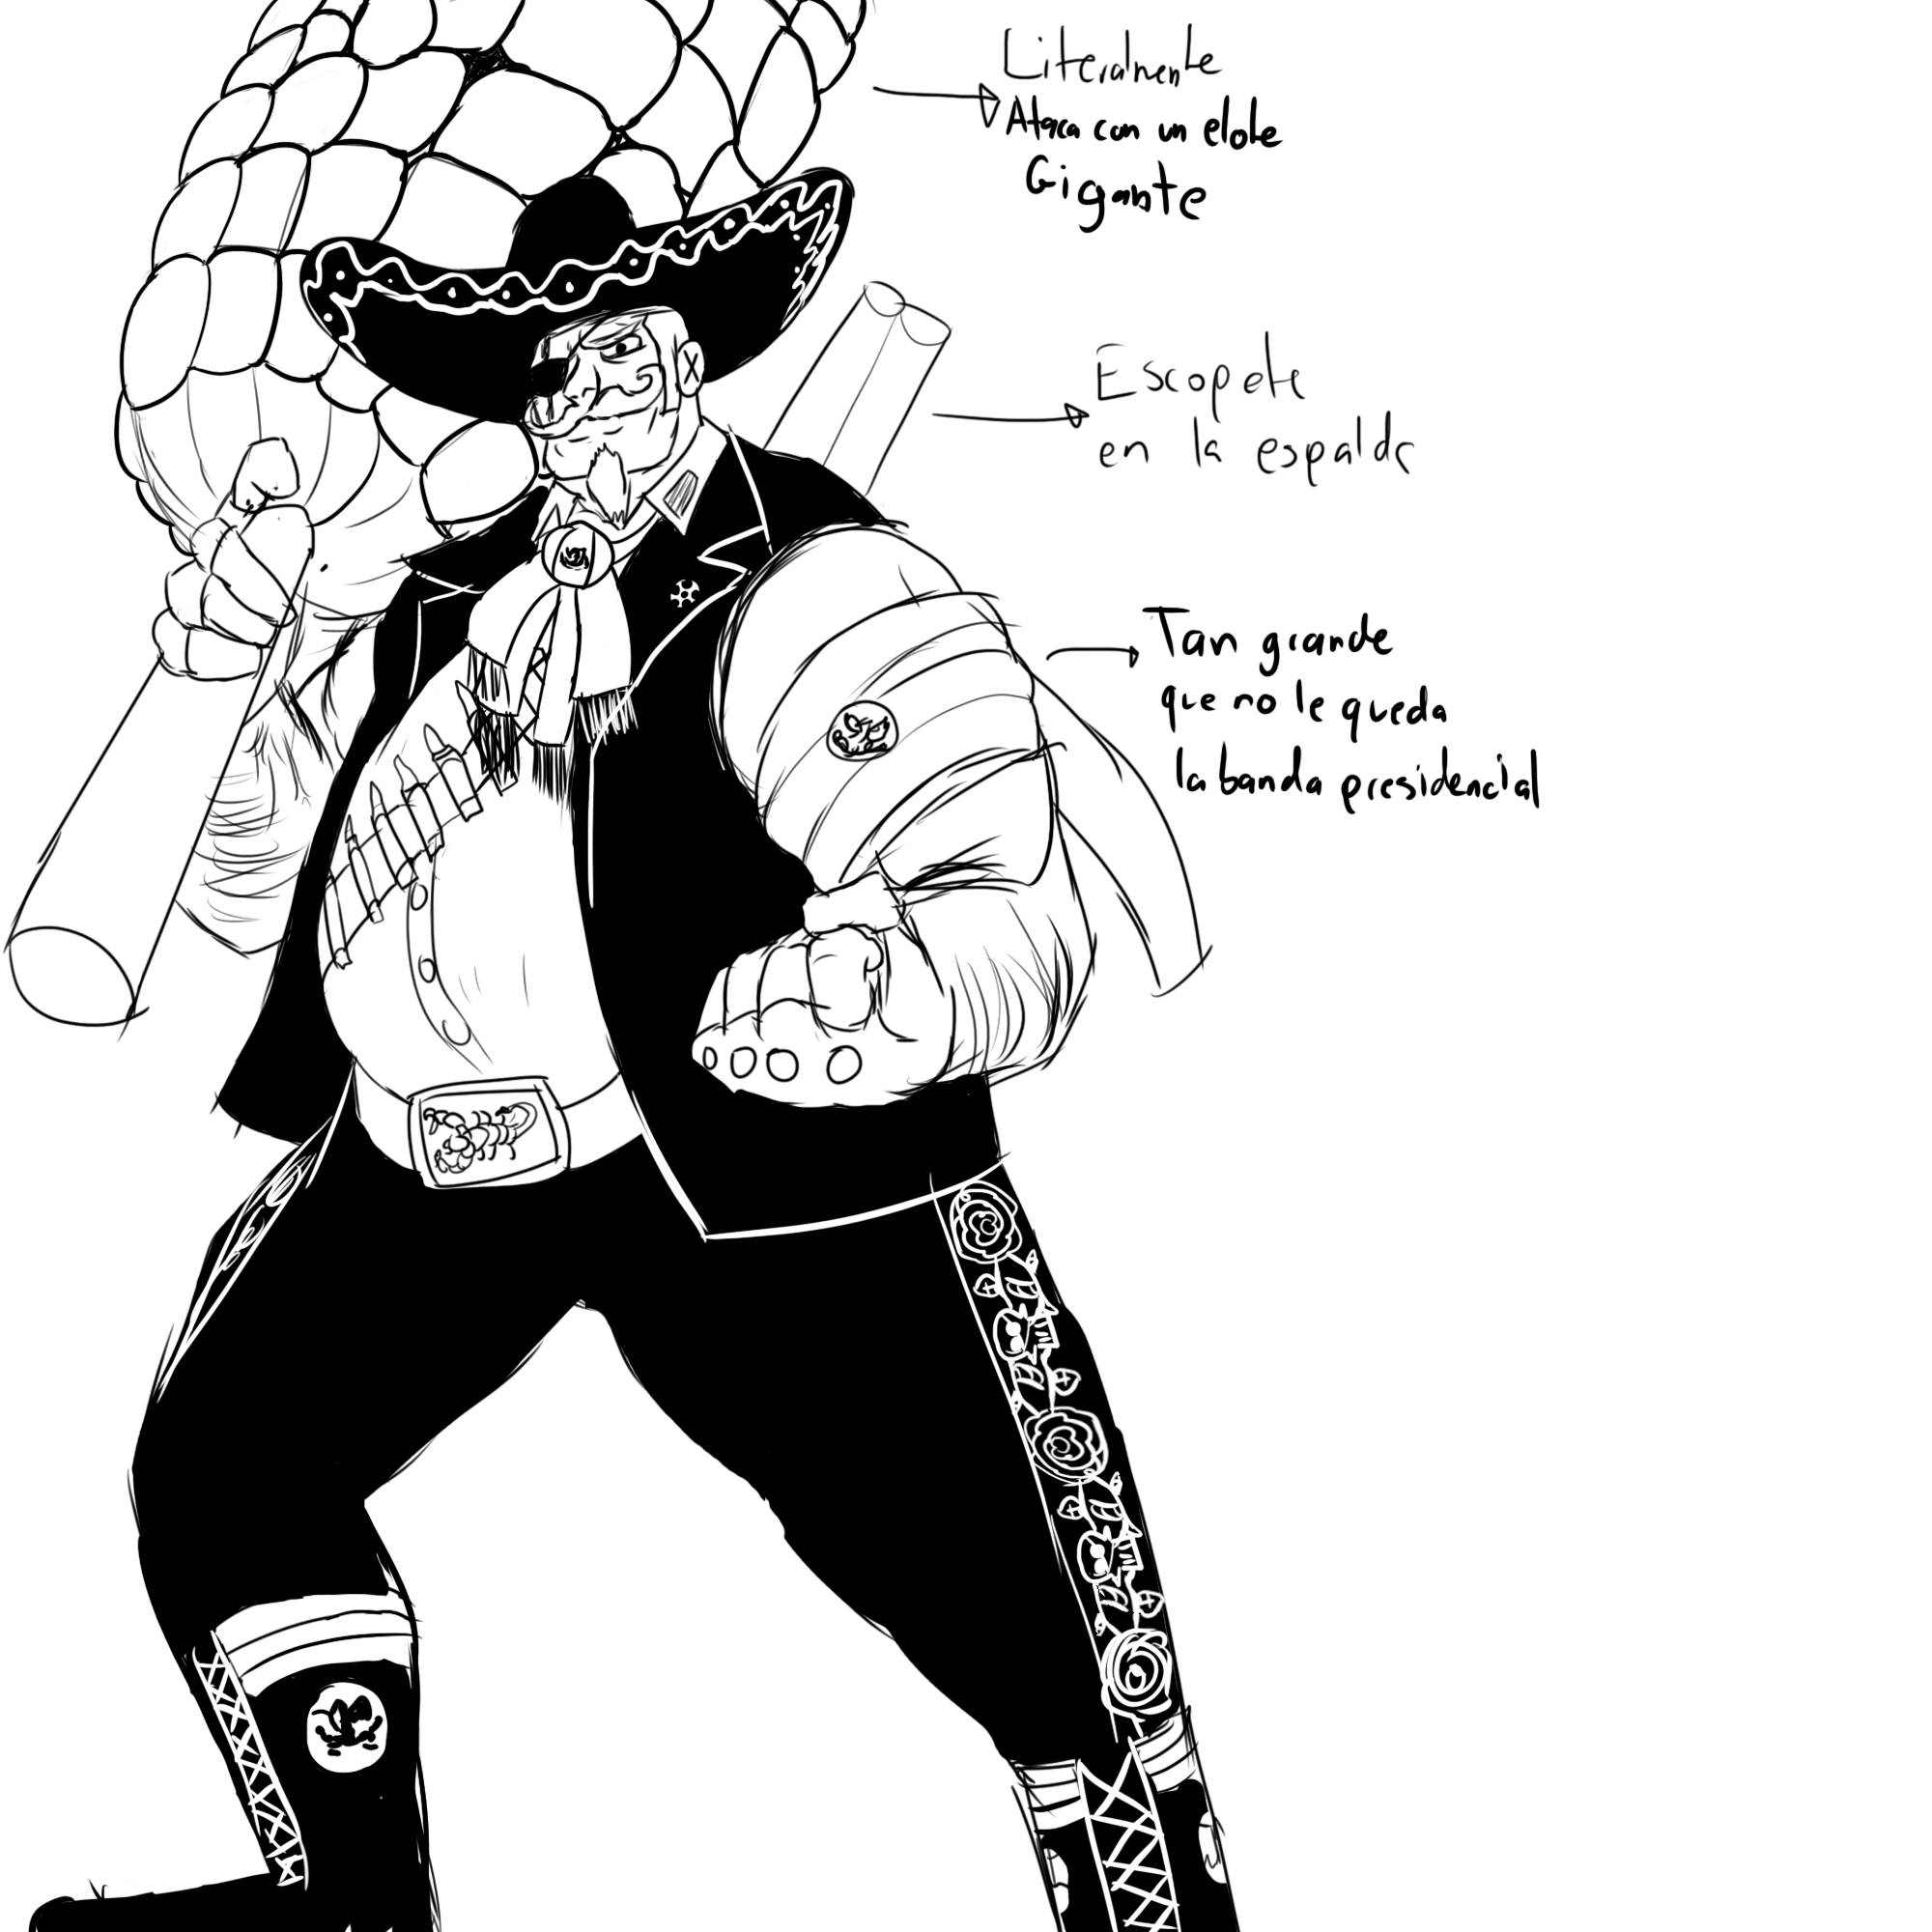 Literalmente
Ataca con un elote
Gigante
Escopeta
en la espalda
Tan grande
que no le queda
la banda presidencial